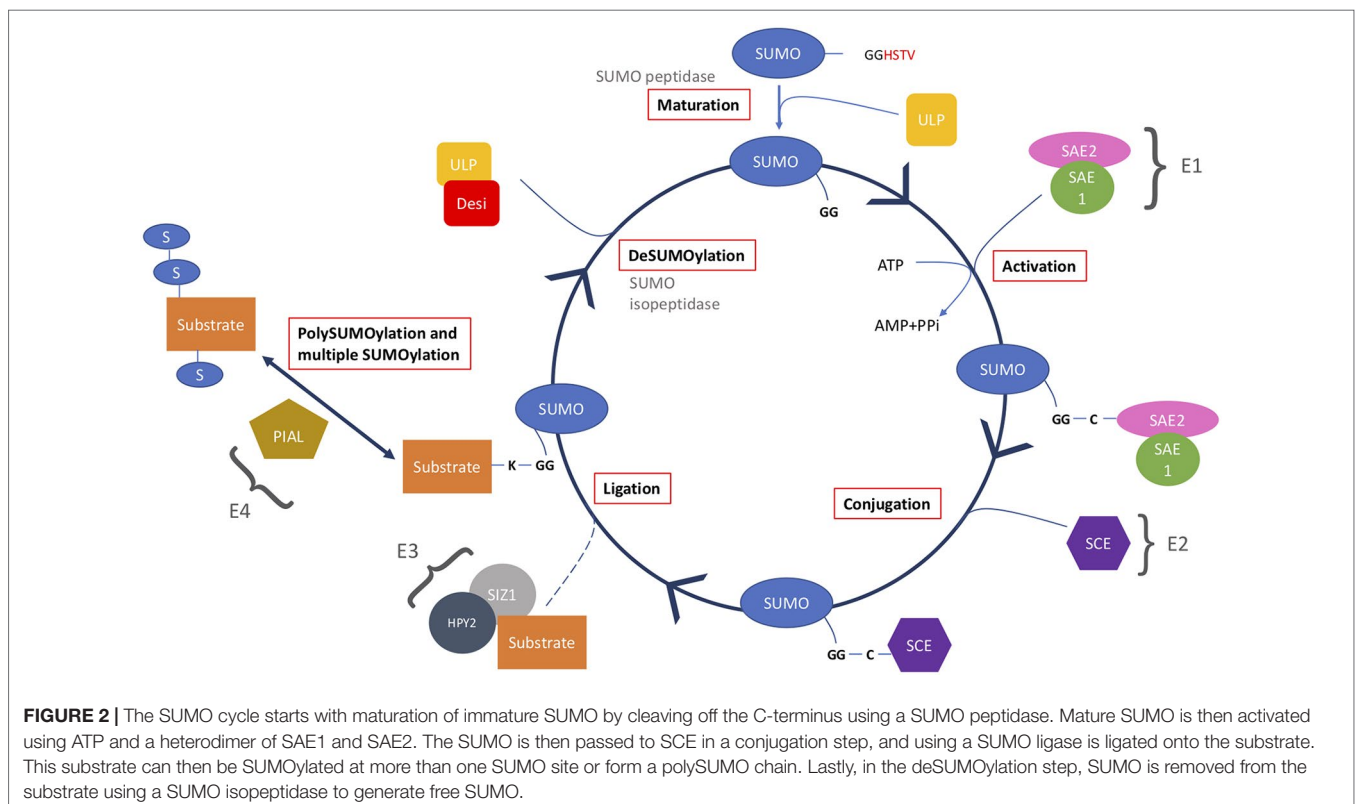 SUMO
GGHSTV
SUMO peptidase
Maturation
ULP
SUMO
GG
SAE2
SAE
1
E1
ATP
Activation
AMP+PPi
SUMO
GG – C
SAE2
SAE
1
Conjugation
SCE
E2
SUMO
GG – C
SCE
Ligation
E3
SIZ1
HPY2
Substrate
SUMO
Substrate
K – GG
PolySUMOylation and
multiple SUMOylation
PIAL
E4
S
S
Substrate
S
ULP
Desi
DeSUMOylation
SUMO
isopeptidase
FIGURE 2 | The SUMO cycle starts with maturation of immature SUMO by cleaving off the C-terminus using a SUMO peptidase. Mature SUMO is then activated
using ATP and a heterodimer of SAE1 and SAE2. The SUMO is then passed to SCE in a conjugation step, and using a SUMO ligase is ligated onto the substrate.
This substrate can then be SUMOylated at more than one SUMO site or form a polySUMO chain. Lastly, in the deSUMOylation step, SUMO is removed from the
substrate using a SUMO isopeptidase to generate free SUMO.